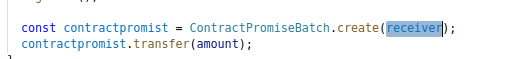 const contractpromist = ContractPromiseBatch.create(receiver);
contractpromist.transfer(amount);
}